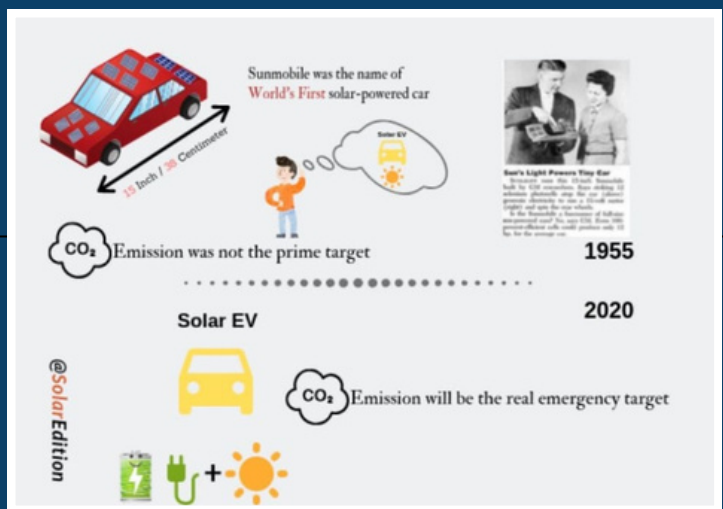 Sunmobile was the name of
World's First solar-powered car
15 Inch / 38 Centimeter
Solar EV
Sun's Light Powers Tiny Car
CO₂ Emission was not the prime target
1955
2020
Solar EV
CO₂ Emission will be the real emergency target
@SolarEdition